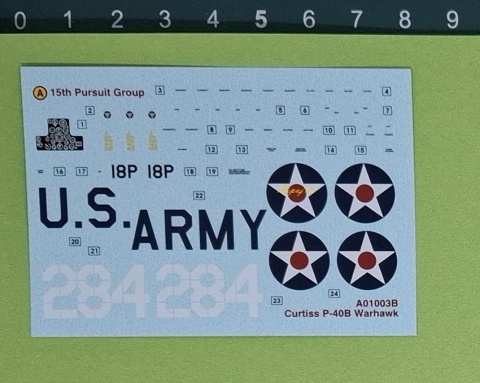 0 1 2 3 4 5 6 7 8 9
A 15th Pursuit Group 3 4
2 5 6 7
1 8 9 10 11
12 13 14 15
16 17 18P 18P 18 19
22
U.S. ARMY
20
21
284 284
23 24
A01003B
Curtiss P-40B Warhawk